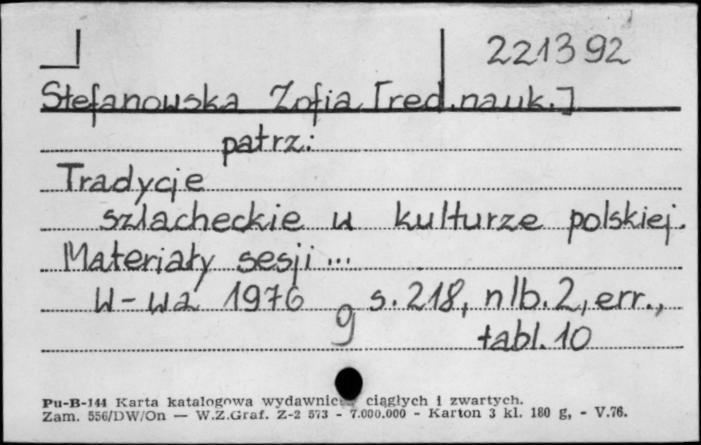 221392
Stefanowska Zofia [red. nauk.]
patrz:
Tradycje
szlacheckie w kulturze polskiej.
Materiały sesji ...
W-wa 1976 s. 218, nlb. 2, err.,
9 tabl. 10
Pu-B-144 Karta katalogowa wydawnic ciągłych i zwartych.
Zam. 556/DW/On — W.Z.Graf. Z-2 573 - 7.000.000 - Karton 3 kl. 180 g, - V.76.